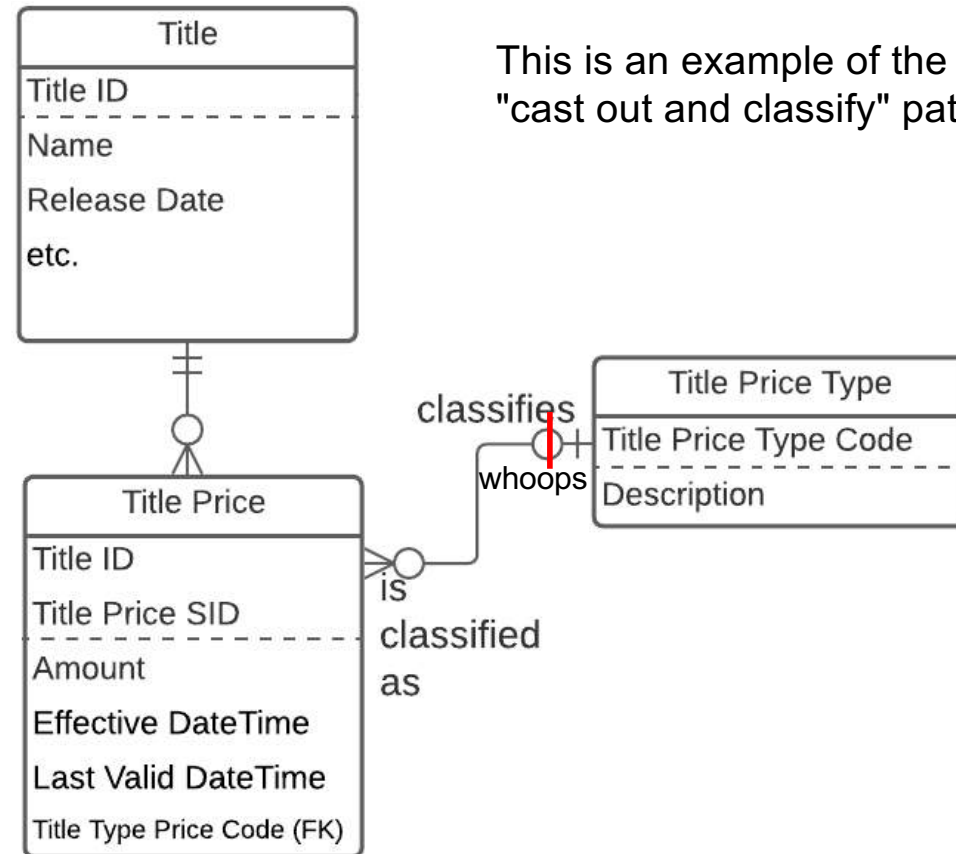 Title
Title ID
Name
Release Date
etc.
This is an example of the
"cast out and classify"
classifies
whoops
Title Price Type
Title Price Type Code
Description
Title Price
Title ID
Title Price SID
Amount
Effective DateTime
Last Valid DateTime
Title Type Price Code (FK)
is
classified
as